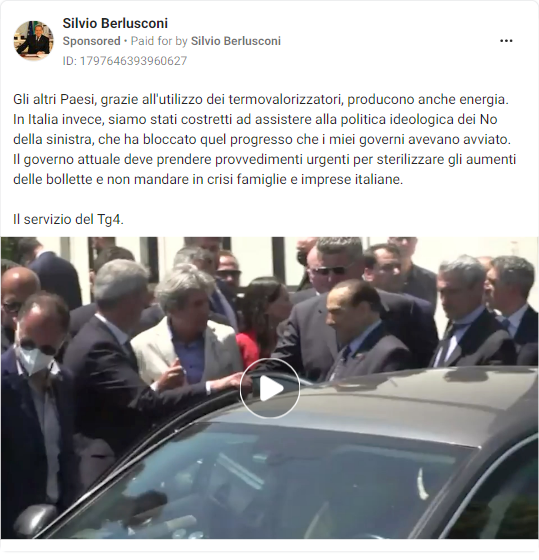 Silvio Berlusconi
Sponsored • Paid for by Silvio Berlusconi
ID: 1797646393960627
Gli altri Paesi, grazie all'utilizzo dei termovalorizzatori, producono anche energia.
In Italia invece, siamo stati costretti ad assistere alla politica ideologica dei No
della sinistra, che ha bloccato quel progresso che i miei governi avevano avviato.
Il governo attuale deve prendere provvedimenti urgenti per sterilizzare gli aumenti
delle bollette e non mandare in crisi famiglie e imprese italiane.
Il servizio del Tg4.